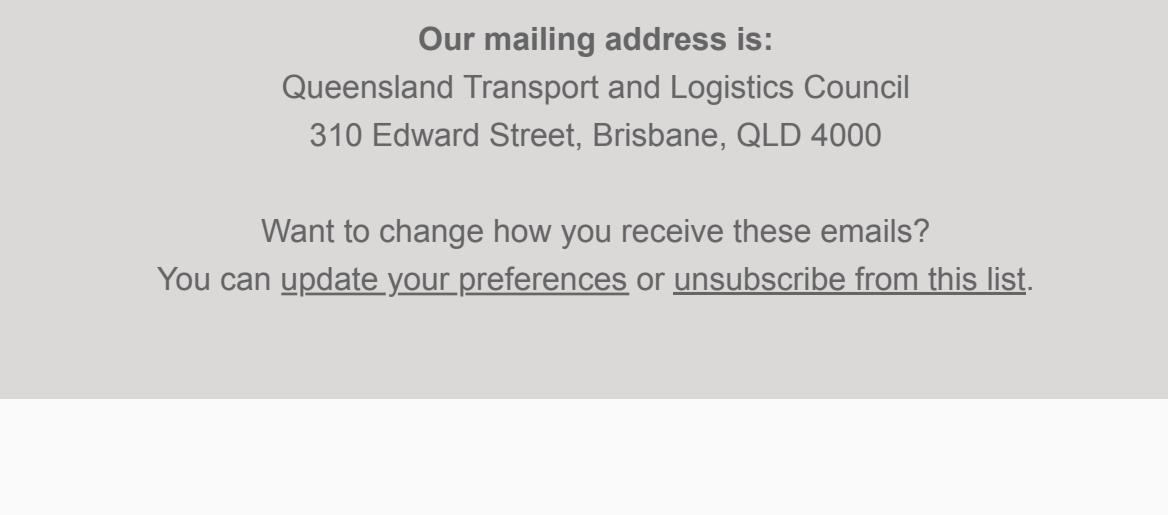 Our mailing address is:
Queensland Transport and Logistics Council
310 Edward Street, Brisbane, QLD 4000
Want to change how you receive these emails?
You can update your preferences or unsubscribe from this list.